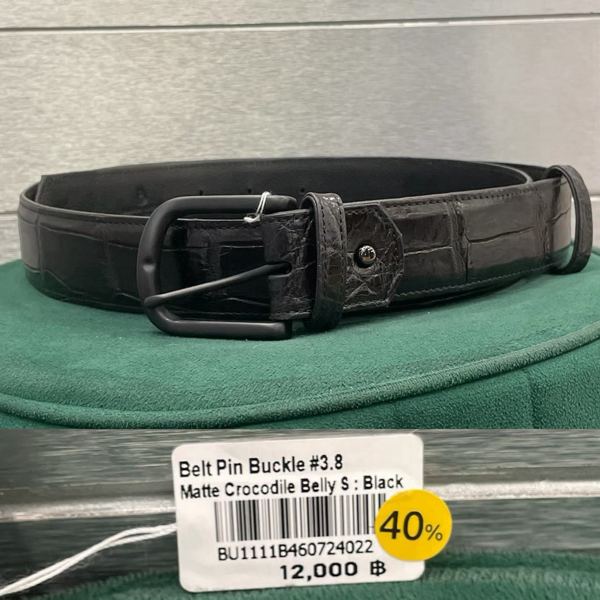 Belt Pin Buckle #3.8
Matte Crocodile Belly S : Black
40%
BU1111B460724022
12,000 ฿